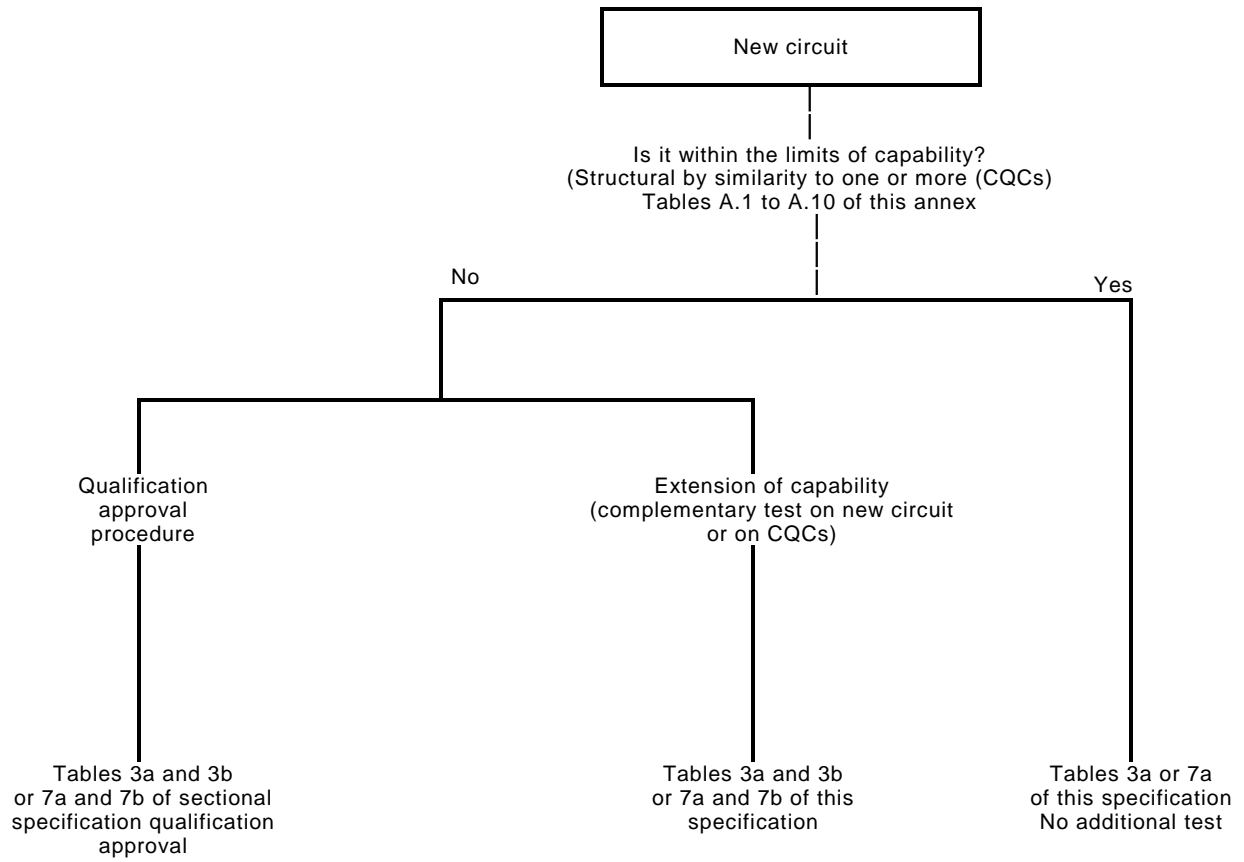 New circuit
Is it within the limits of capability?
(Structural by similarity to one or more (CQCs)
Tables A.1 to A.10 of this annex
No
Yes
Qualification
approval
procedure
Extension of capability
(complementary test on new circuit
or on CQCs)
Tables 3a and 3b
or 7a and 7b of sectional
specification qualification
approval
Tables 3a and 3b
or 7a and 7b of this
specification
Tables 3a or 7a
of this specification
No additional test